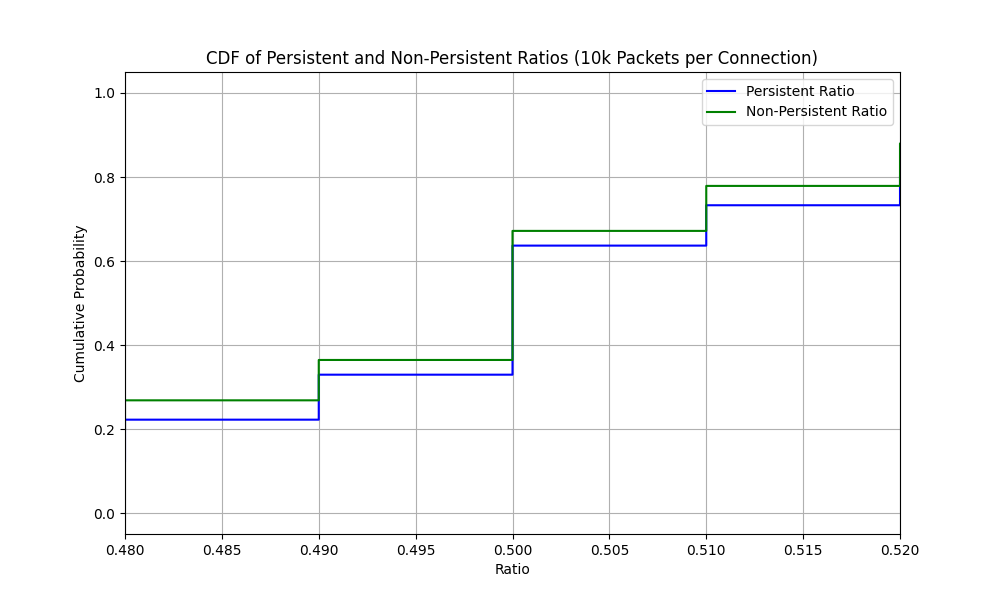 CDF of Persistent and Non-Persistent Ratios (10k Packets per Connection)
Persistent Ratio
Non-Persistent Ratio
Cumulative Probability
1.0
0.8
0.6
0.4
0.2
0.0
0.480 0.485 0.490 0.495 0.500 0.505 0.510 0.515 0.520
Ratio